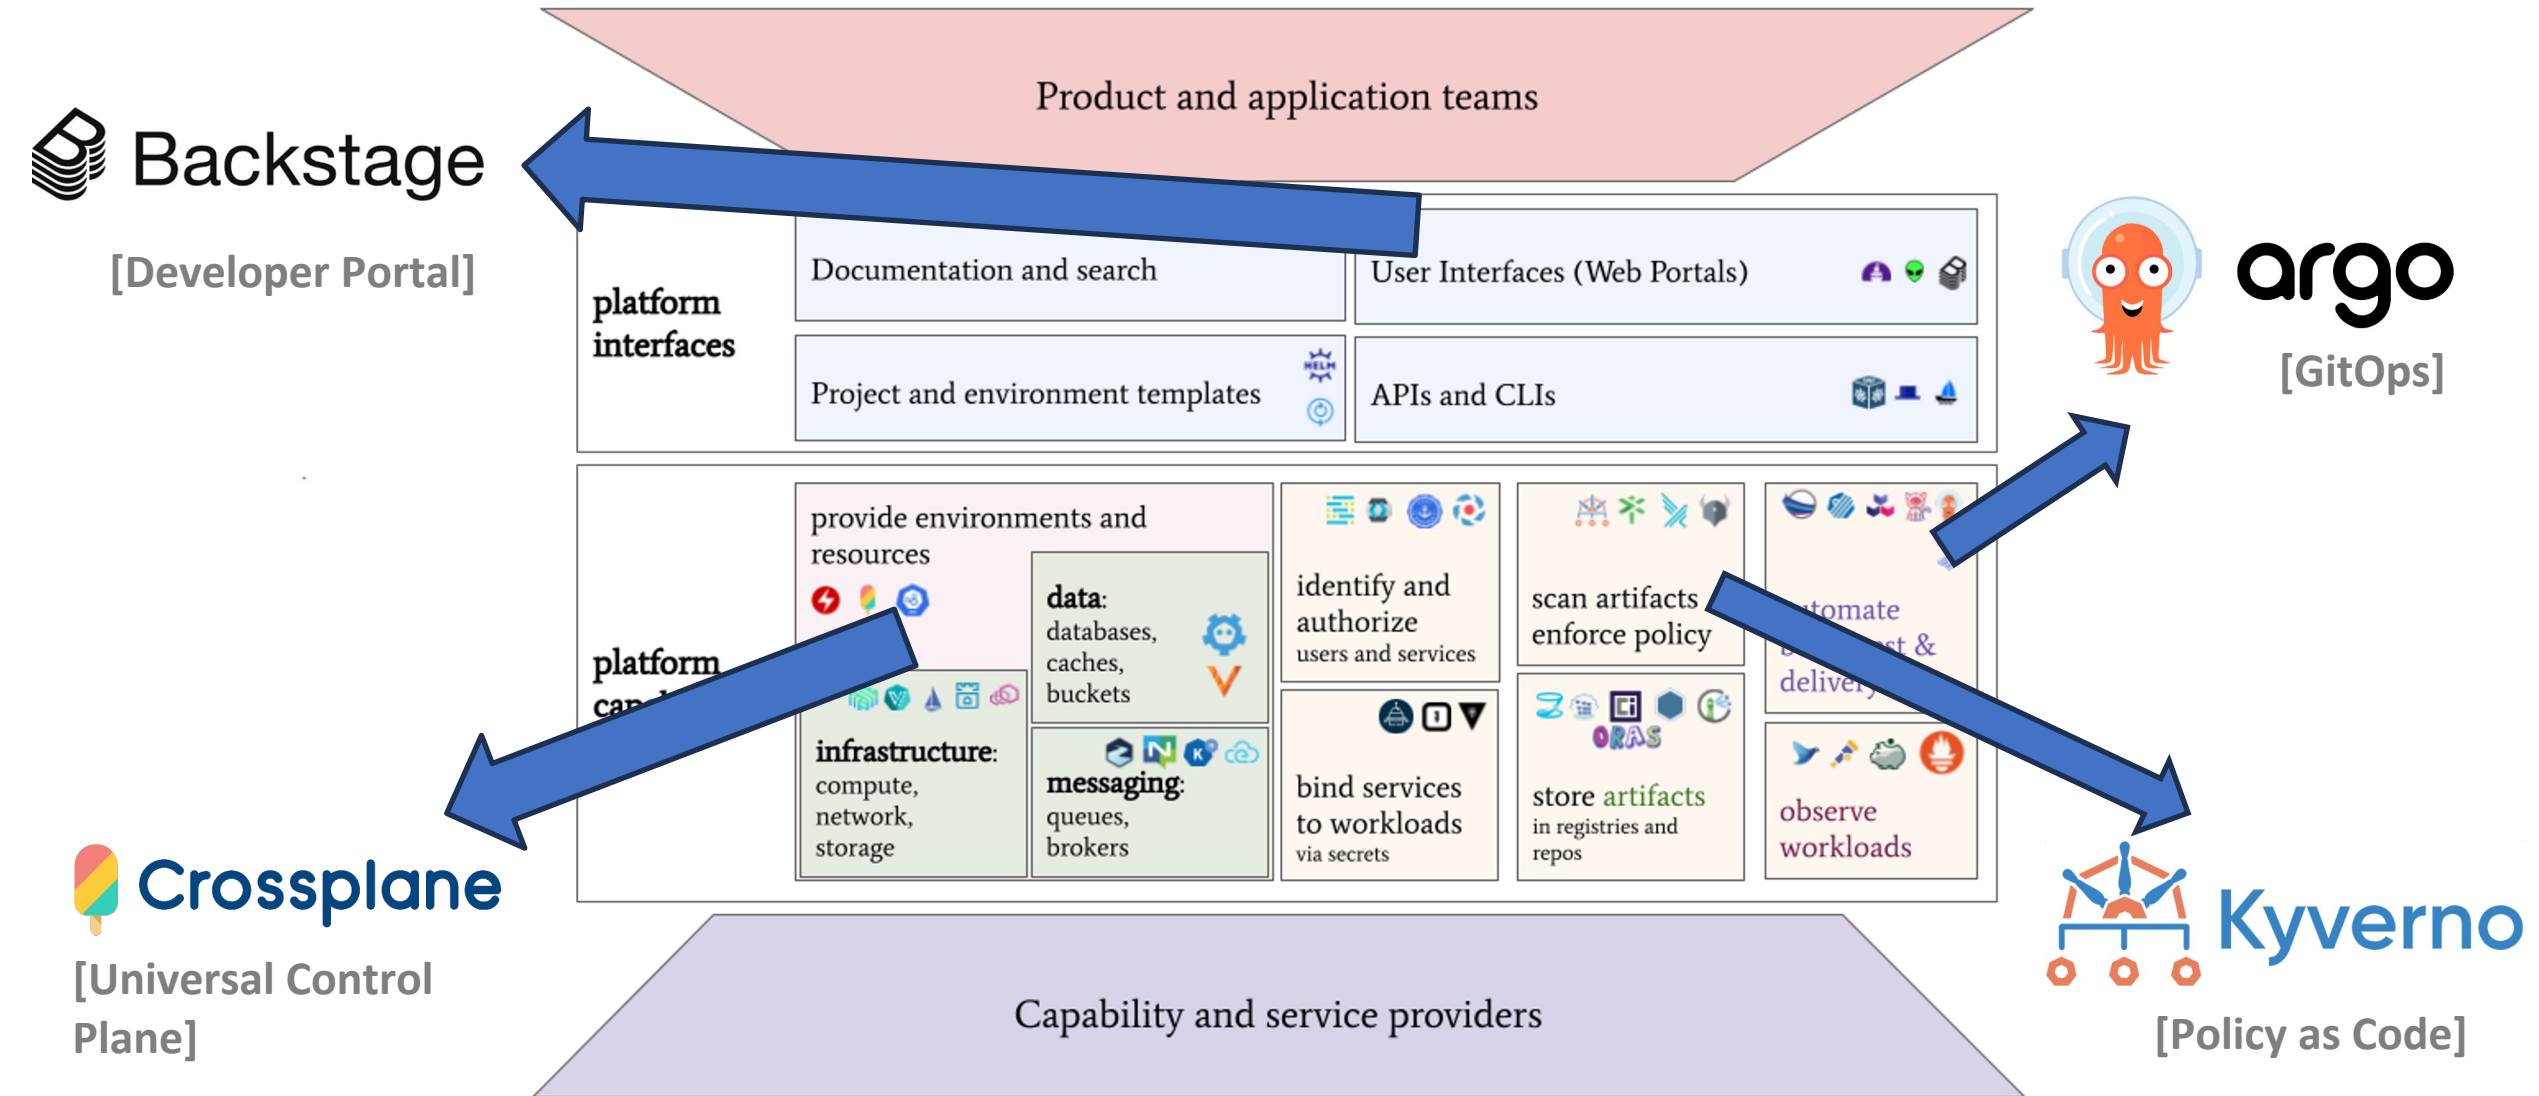 Product and application teams
Backstage
[Developer Portal]
platform
interfaces
Documentation and search
User Interfaces (Web Portals)
Project and environment templates
HELM
APIs and CLIs
argo
[GitOps]
platform
provide environments and
resources
data:
databases,
caches,
buckets
infrastructure:
compute,
network,
storage
messaging:
queues,
brokers
identify and
authorize
users and services
bind services
to workloads
via secrets
scan artifacts
enforce policy
ORAS
store artifacts
in registries and
repos
&
observe
workloads
Crossplane
[Universal Control
Plane]
Kyverno
[Policy as Code]
Capability and service providers